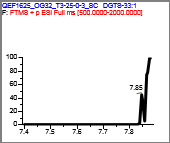 QEF1625_OG32_T3-25-0-3_SC DGT8-33:1
F: FTMS + p ESI Full ms [500.0000-2000.0000]
100
80
60
40
20
0
7.85
7.4 7.5 7.6 7.7 7.8